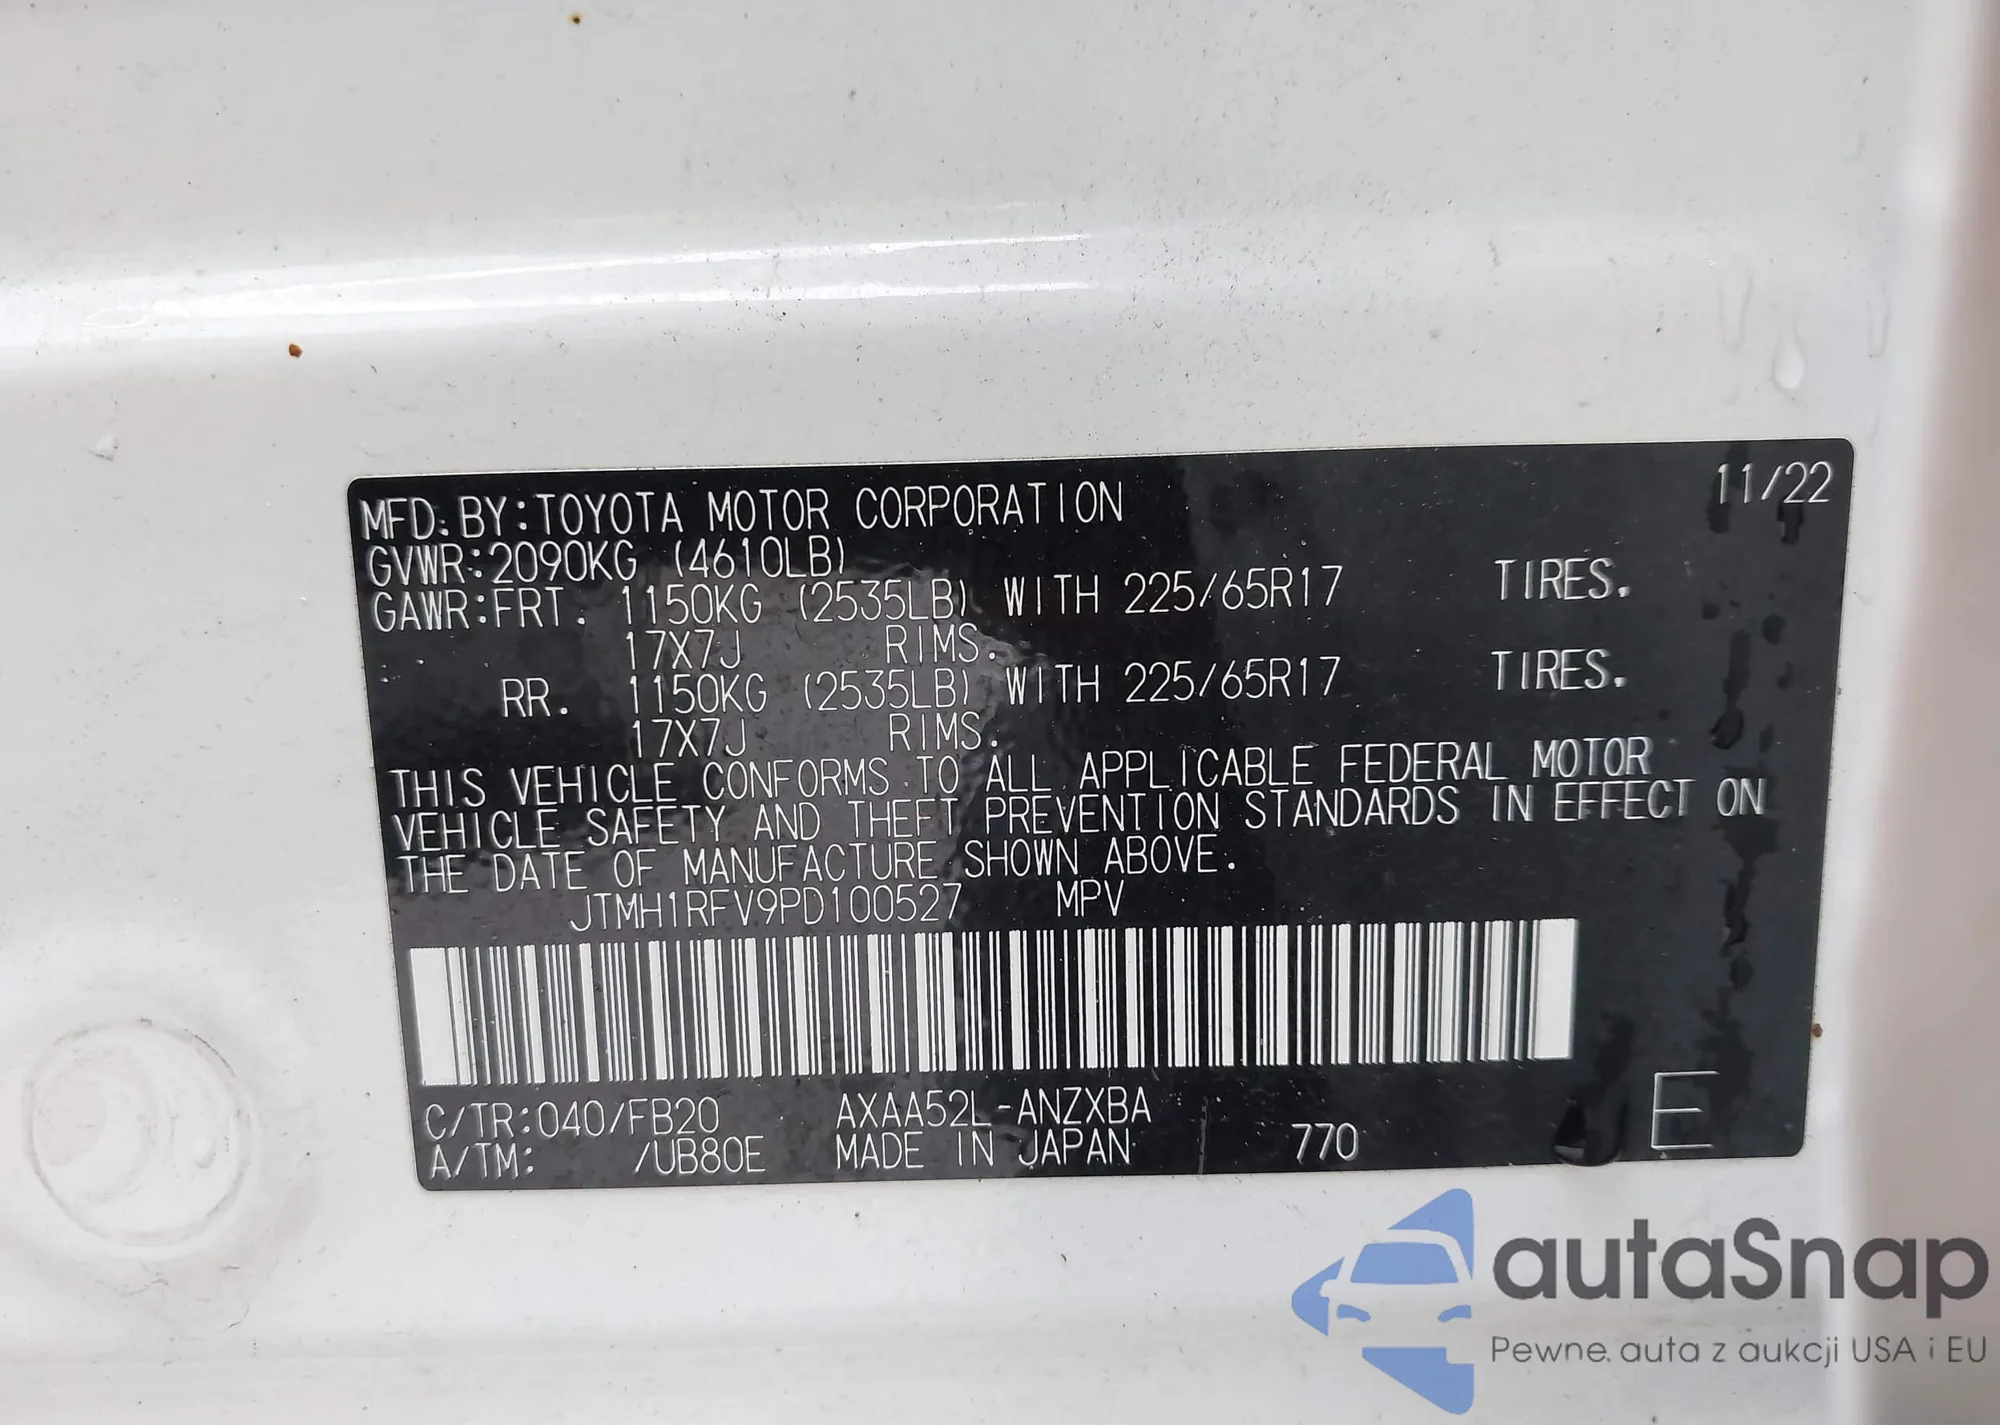 11/22
MFD. BY:TOYOTA MOTOR CORPORATION
GVWR:2090KG (4610LB)
GAWR:FRT. 1150KG (2535LB) WITH 225/65R17 TIRES.
17X7J RIMS.
RR. 1150KG (2535LB) WITH 225/65R17 TIRES.
17X7J RIMS.
THIS VEHICLE CONFORMS TO ALL APPLICABLE FEDERAL MOTOR
VEHICLE SAFETY AND THEFT PREVENTION STANDARDS IN EFFECT ON
THE DATE OF MANUFACTURE SHOWN ABOVE.
JTMH1RFV9PD100527 MPV
C/TR:040/FB20 AXAA52L-ANZXBA
A/TM: /UB80E MADE IN JAPAN 770 E
autaSnap
Pewne auta z aukcji USA i EU